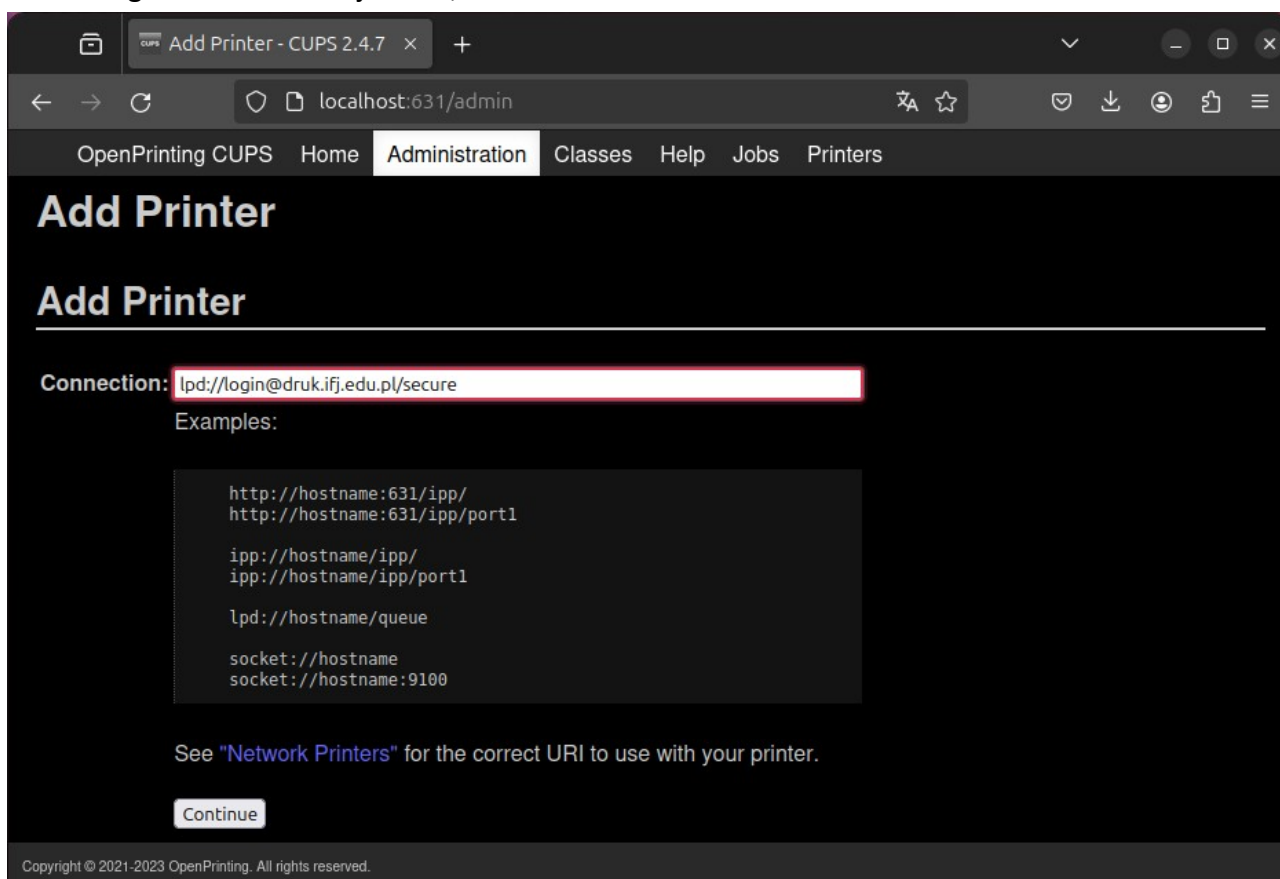 Add Printer - CUPS 2.4.7
localhost:631/admin
OpenPrinting CUPS Home Administration Classes Help Jobs Printers
Add Printer
Add Printer
Connection: lpd://login@druk.ifj.edu.pl/secure
Examples:
http://hostname:631/ipp/
http://hostname:631/ipp/port1
ipp://hostname/ipp/
ipp://hostname/ipp/port1
lpd://hostname/queue
socket://hostname
socket://hostname:9100
See "Network Printers" for the correct URI to use with your printer.
Continue
Copyright © 2021-2023 OpenPrinting. All rights reserved.